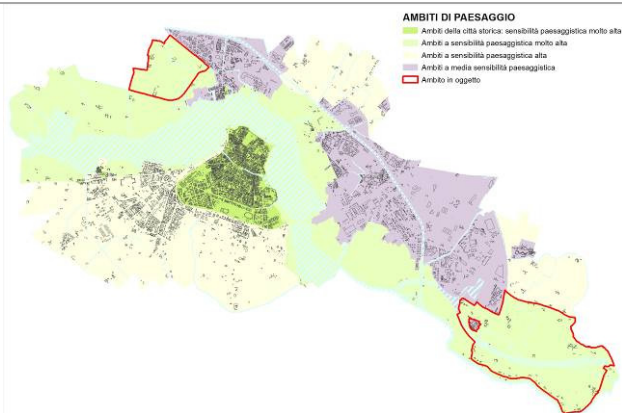 AMBITI DI PAESAGGIO
Ambiti della città storica: sensibilità paesaggistica molto alta
Ambiti a sensibilità paesaggistica molto alta
Ambiti a sensibilità paesaggistica alta
Ambiti a media sensibilità paesaggistica
Ambito in oggetto